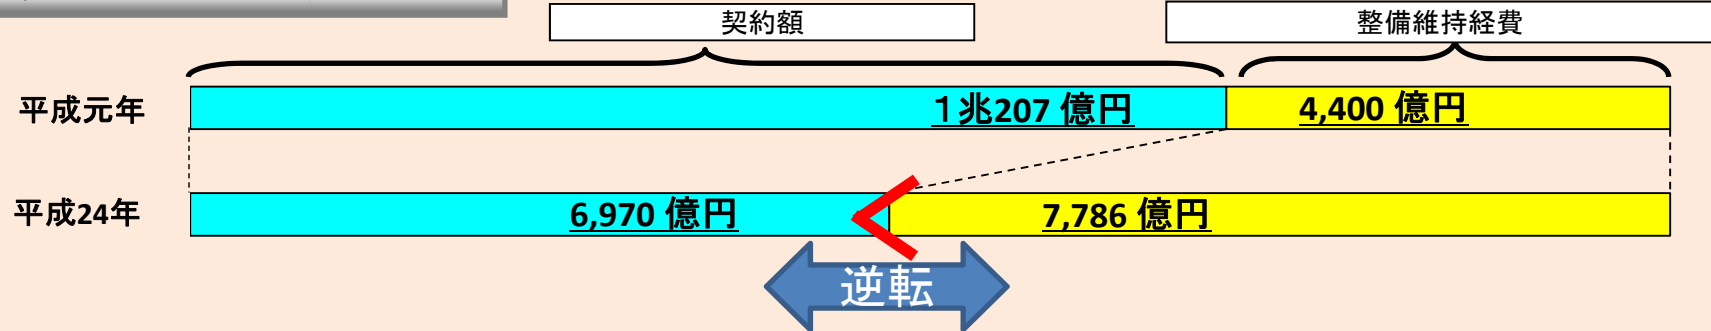 契約額
整備維持経費
平成元年
1兆207 億円
4,400 億円
平成24年
6,970 億円
7,786 億円
逆転